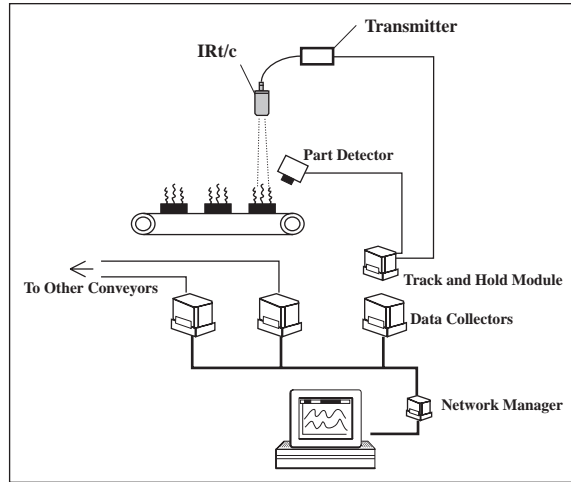 Transmitter
IRt/c
Part Detector
Track and Hold Module
To Other Conveyors
Data Collectors
Network Manager